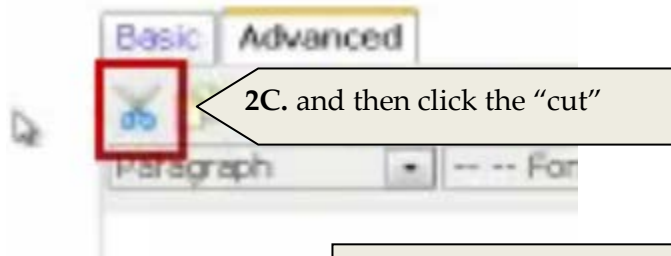 Basic Advanced
2C. and then click the “cut”
Paragraph -- -- For